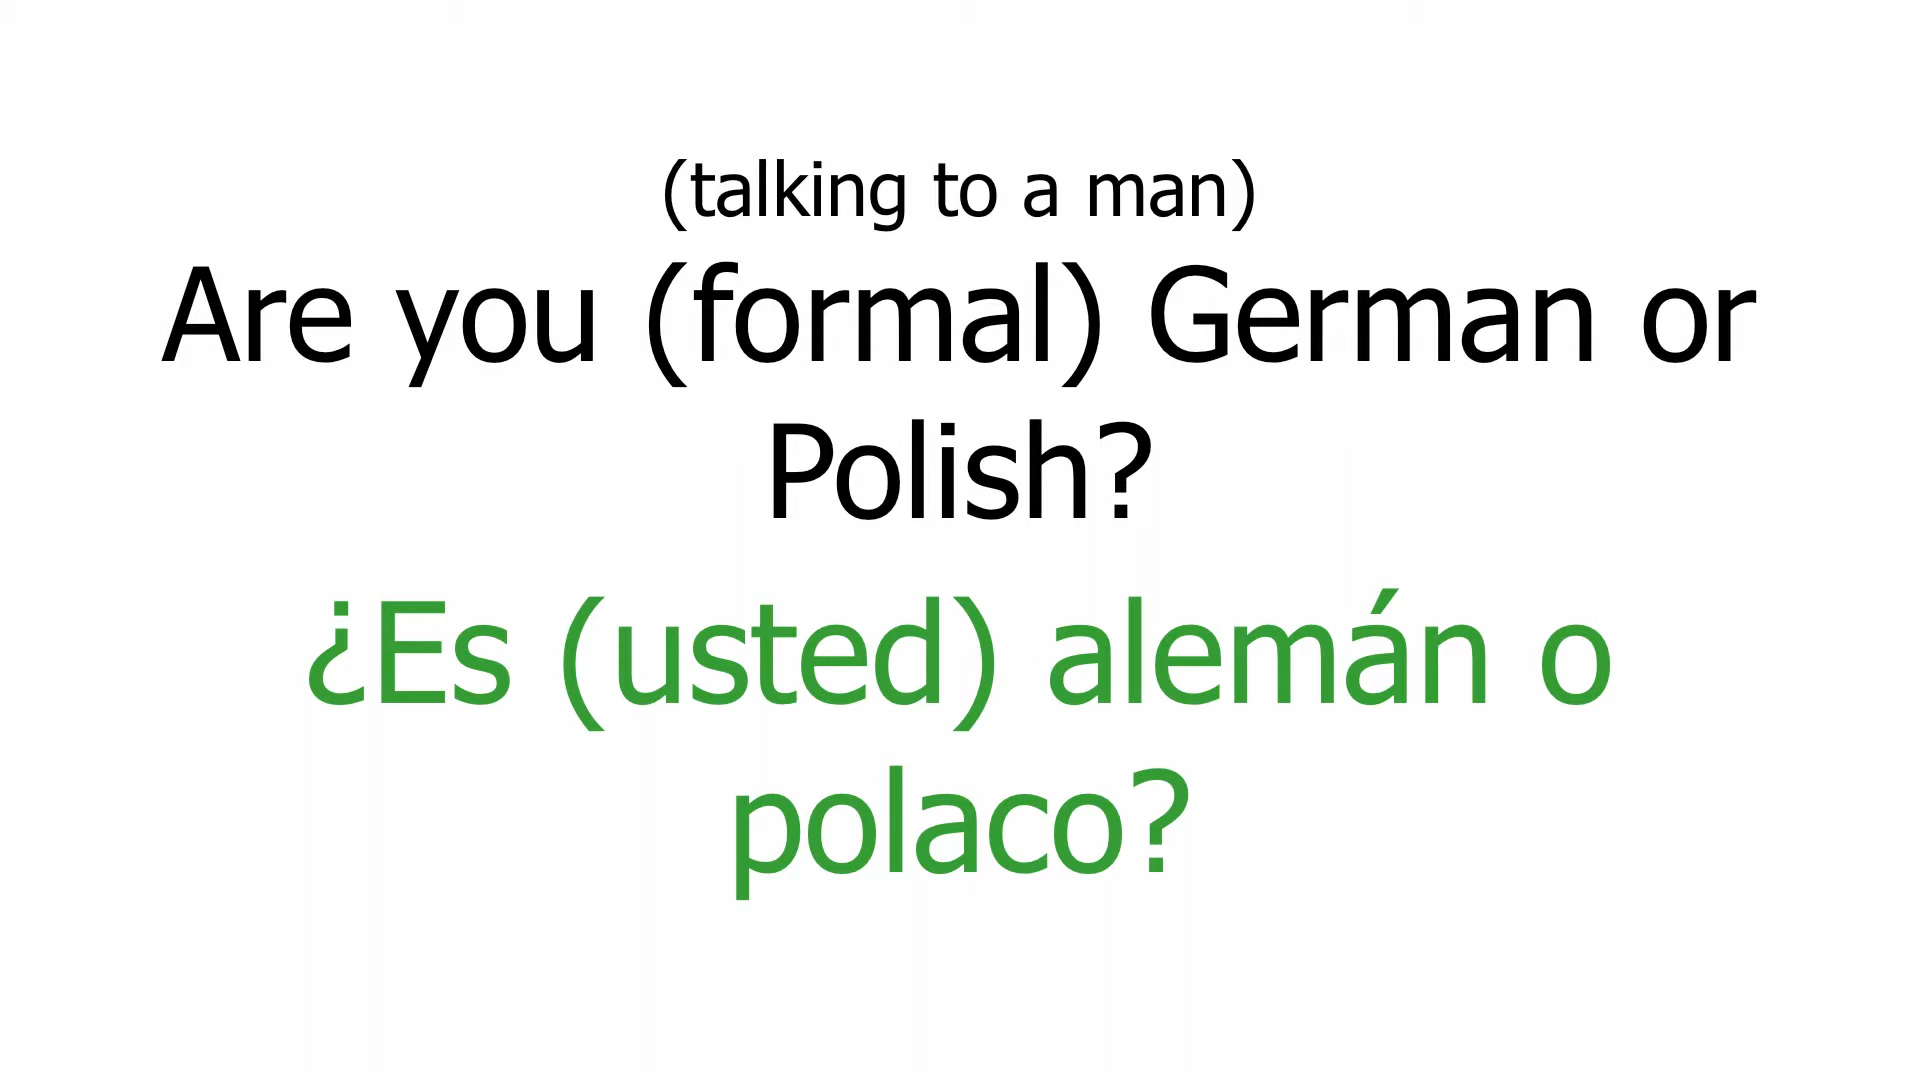 (talking to a man)
Are you (formal) German or
Polish?
¿Es (usted) alemán o
polaco?